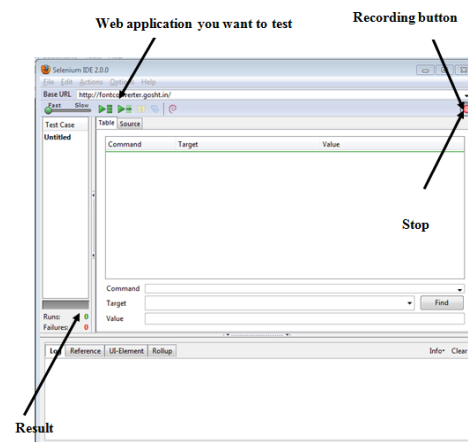 Web application you want to test
Recording button
Selenium IDE 2.0.0
File Edit Actions Options Help
Base URL http://fontconverter.gosht.in/
Fast Slow
Test Case
Table Source
Untitled
Command Target Value
Stop
Command
Target
Find
Value
Runs: 0
Failures: 0
Log Reference UI-Element Rollup
Info Clear
Result